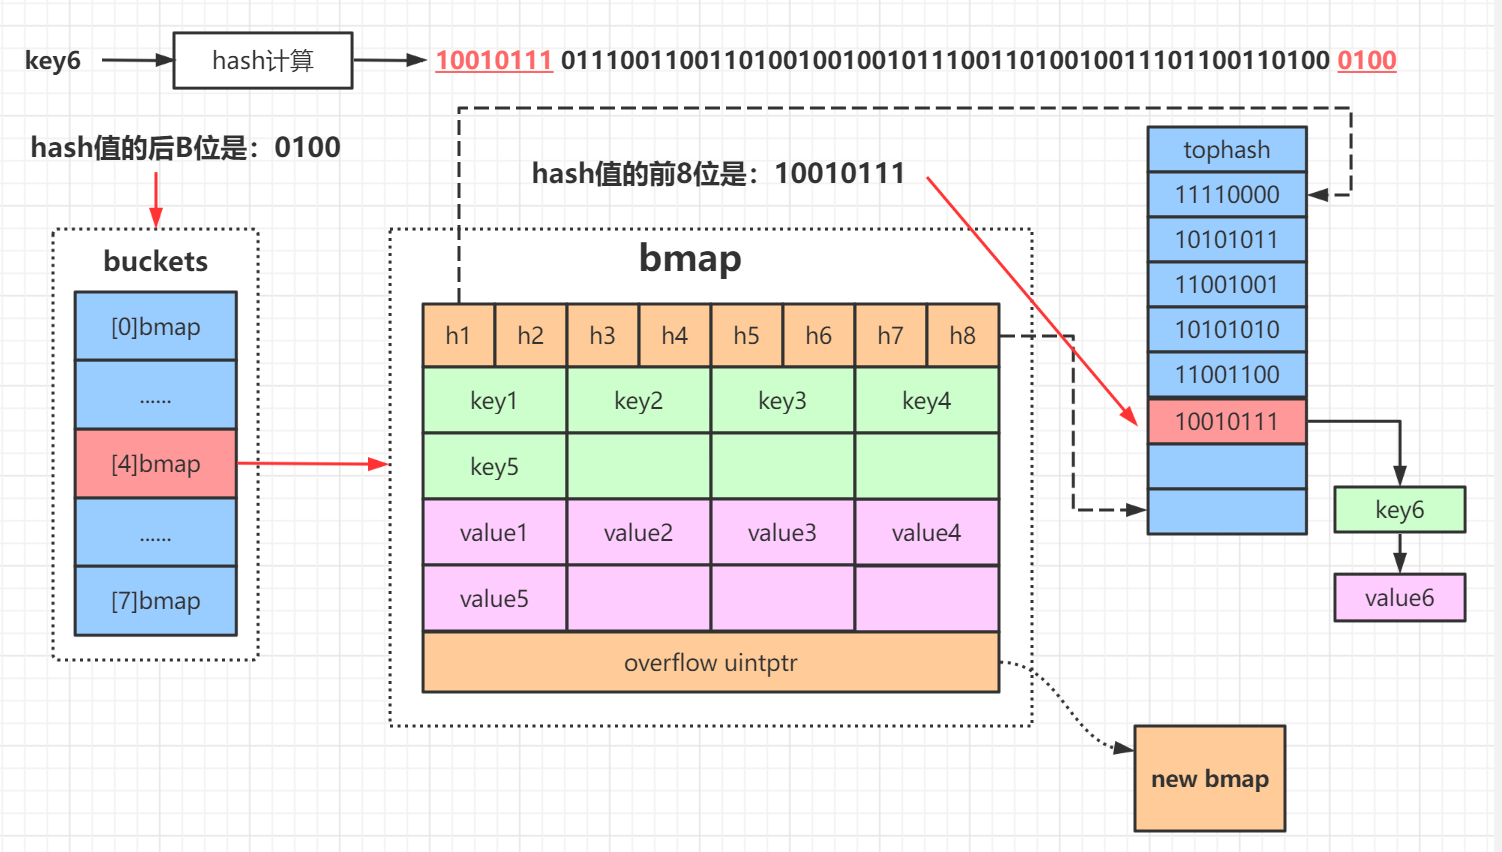 key6
hash计算
10010111 0111001100110100100100101110011010010011101100110100 0100
hash值的后B位是：0100
hash值的前8位是：10010111
buckets
[0]bmap
......
[4]bmap
......
[7]bmap
bmap
h1 h2 h3 h4 h5 h6 h7 h8
key1 key2 key3 key4
key5
value1 value2 value3 value4
value5
overflow uintptr
tophash
11110000
10101011
11001001
10101010
11001100
10010111
key6
value6
new bmap